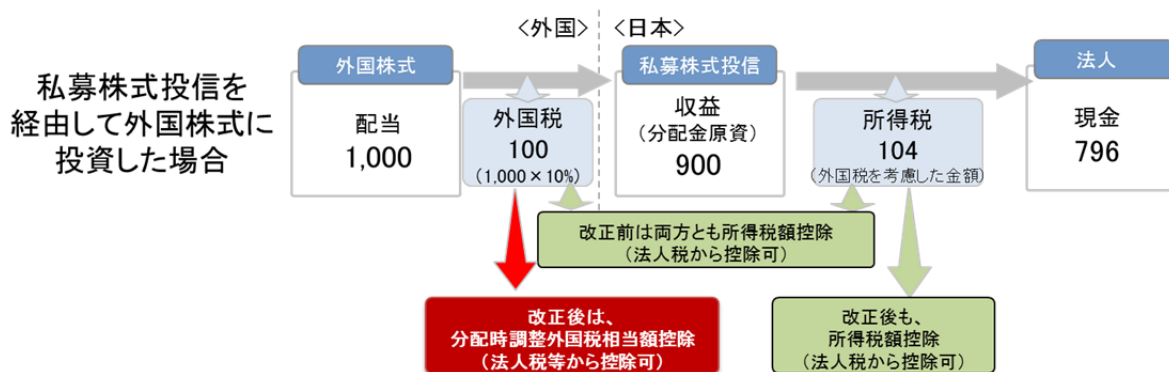 <外国>
<日本>
私募株式投信を
経由して外国株式に
投資した場合
外国株式
配当
1,000
外国税
100
(1,000×10%)
私募株式投信
収益
(分配金原資)
900
所得税
104
(外国税を考慮した金額)
法人
現金
796
改正前は両方とも所得税額控除
(法人税から控除可)
改正後は、
分配時調整外国税相当額控除
(法人税等から控除可)
改正後も、
所得税額控除
(法人税から控除可)